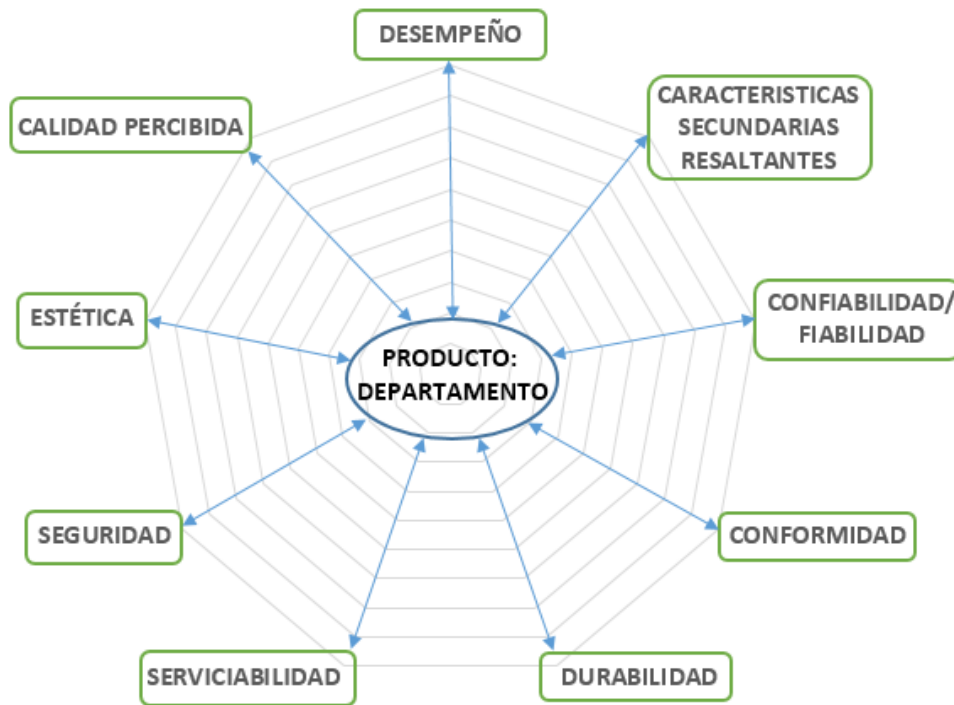 DESEMPEÑO
CARACTERISTICAS
SECUNDARIAS
RESALTANTES
CALIDAD PERCIBIDA
CONFIABILIDAD/
FIABILIDAD
ESTÉTICA
PRODUCTO:
DEPARTAMENTO
SEGURIDAD
CONFORMIDAD
SERVICIABILIDAD
DURABILIDAD